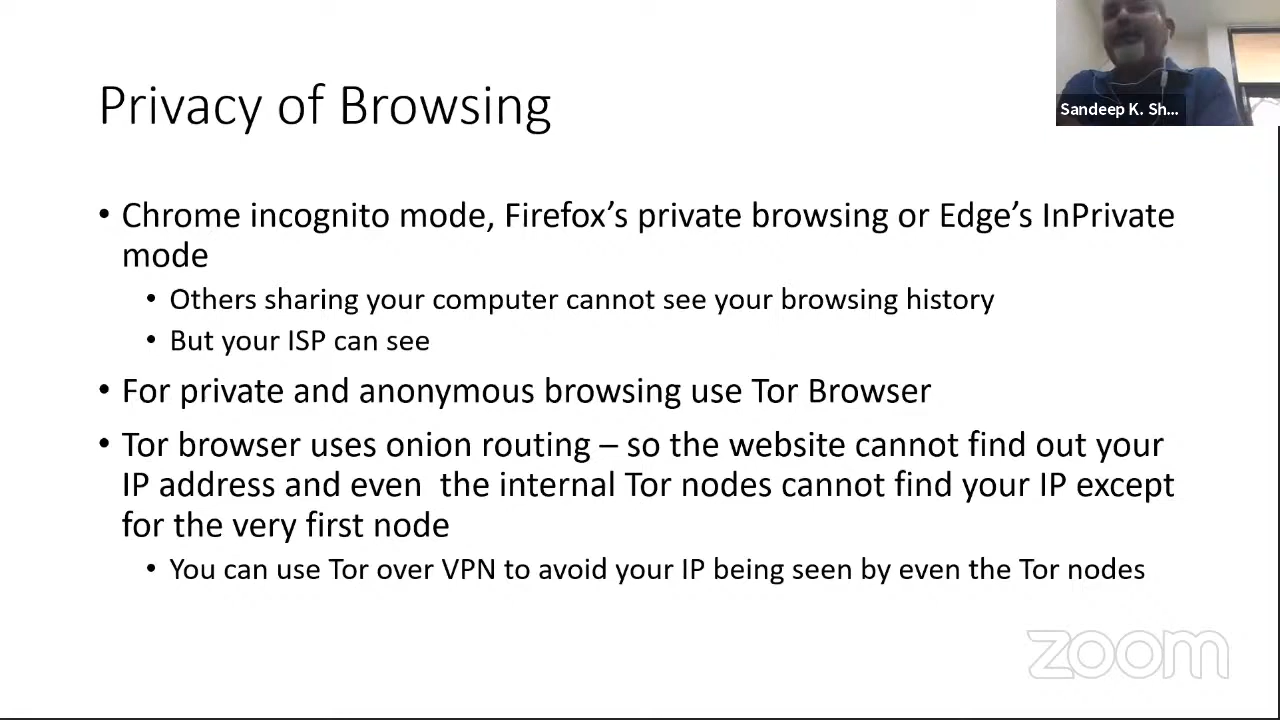 Sandeep K. Sh...
Privacy of Browsing
• Chrome incognito mode, Firefox’s private browsing or Edge’s InPrivate
mode
• Others sharing your computer cannot see your browsing history
• But your ISP can see
• For private and anonymous browsing use Tor Browser
• Tor browser uses onion routing – so the website cannot find out your
IP address and even  the internal Tor nodes cannot find your IP except
for the very first node
• You can use Tor over VPN to avoid your IP being seen by even the Tor nodes
zoom